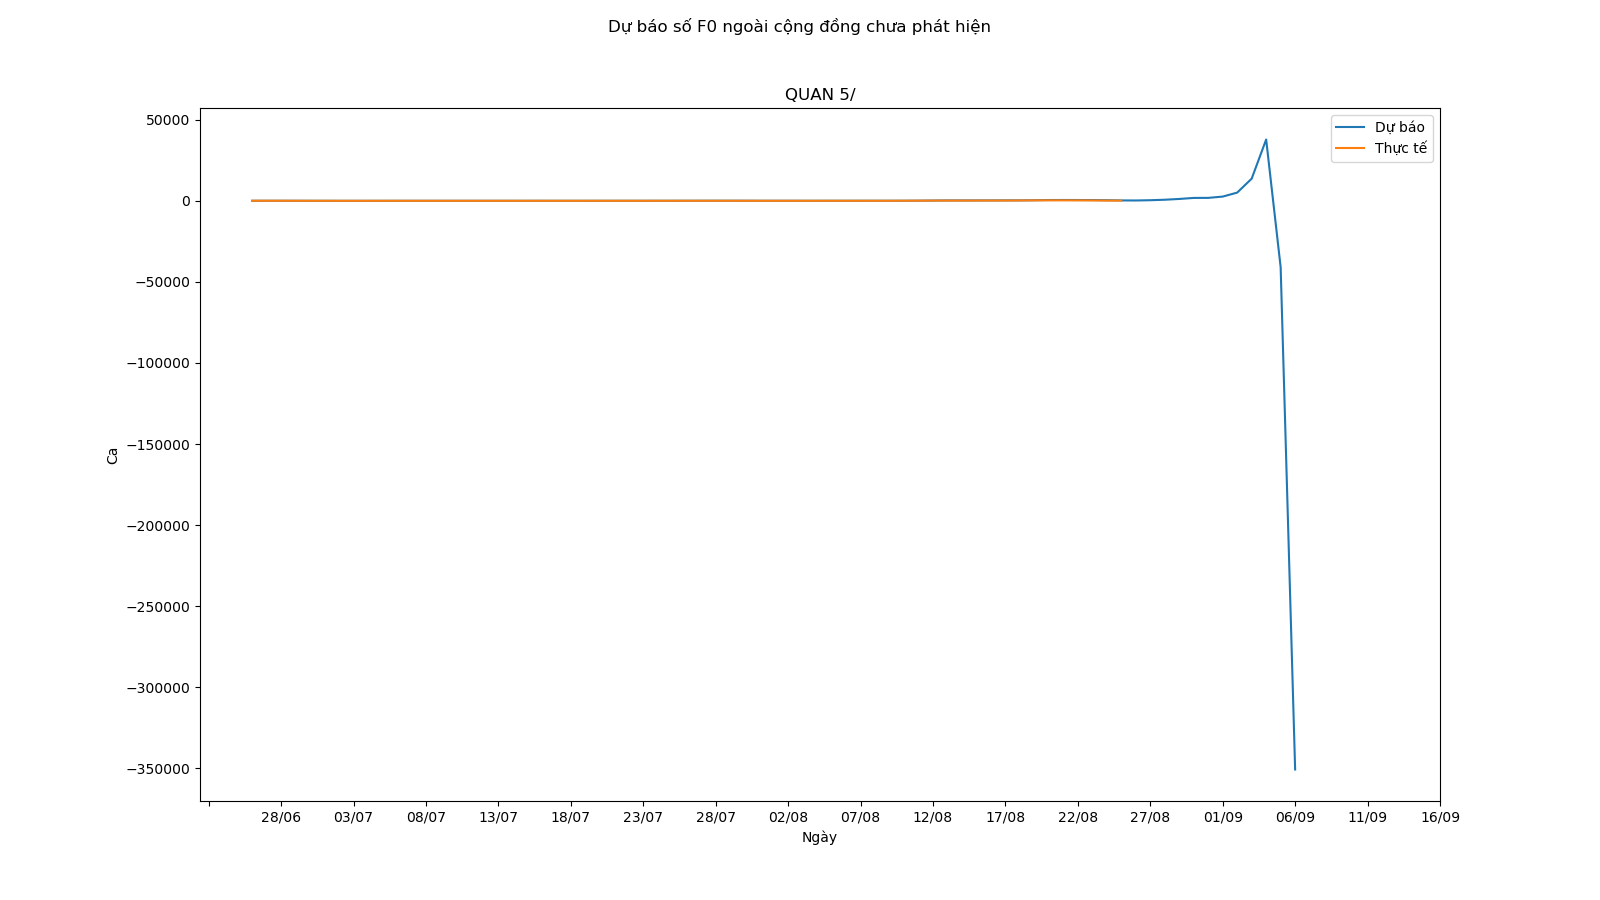 Dự báo số F0 ngoài cộng đồng chưa phát hiện
QUAN 5/
Dự báo
Thực tế
50000
0
−50000
−100000
−150000
−200000
−250000
−300000
−350000
Ca
28/06 03/07 08/07 13/07 18/07 23/07 28/07 02/08 07/08 12/08 17/08 22/08 27/08 01/09 06/09 11/09 16/09
Ngày